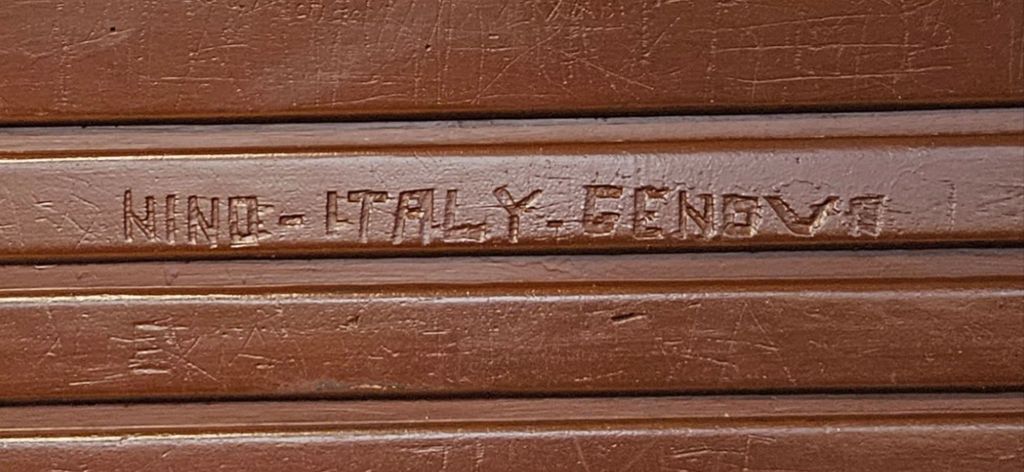 NINO - ITALY - GENOVA